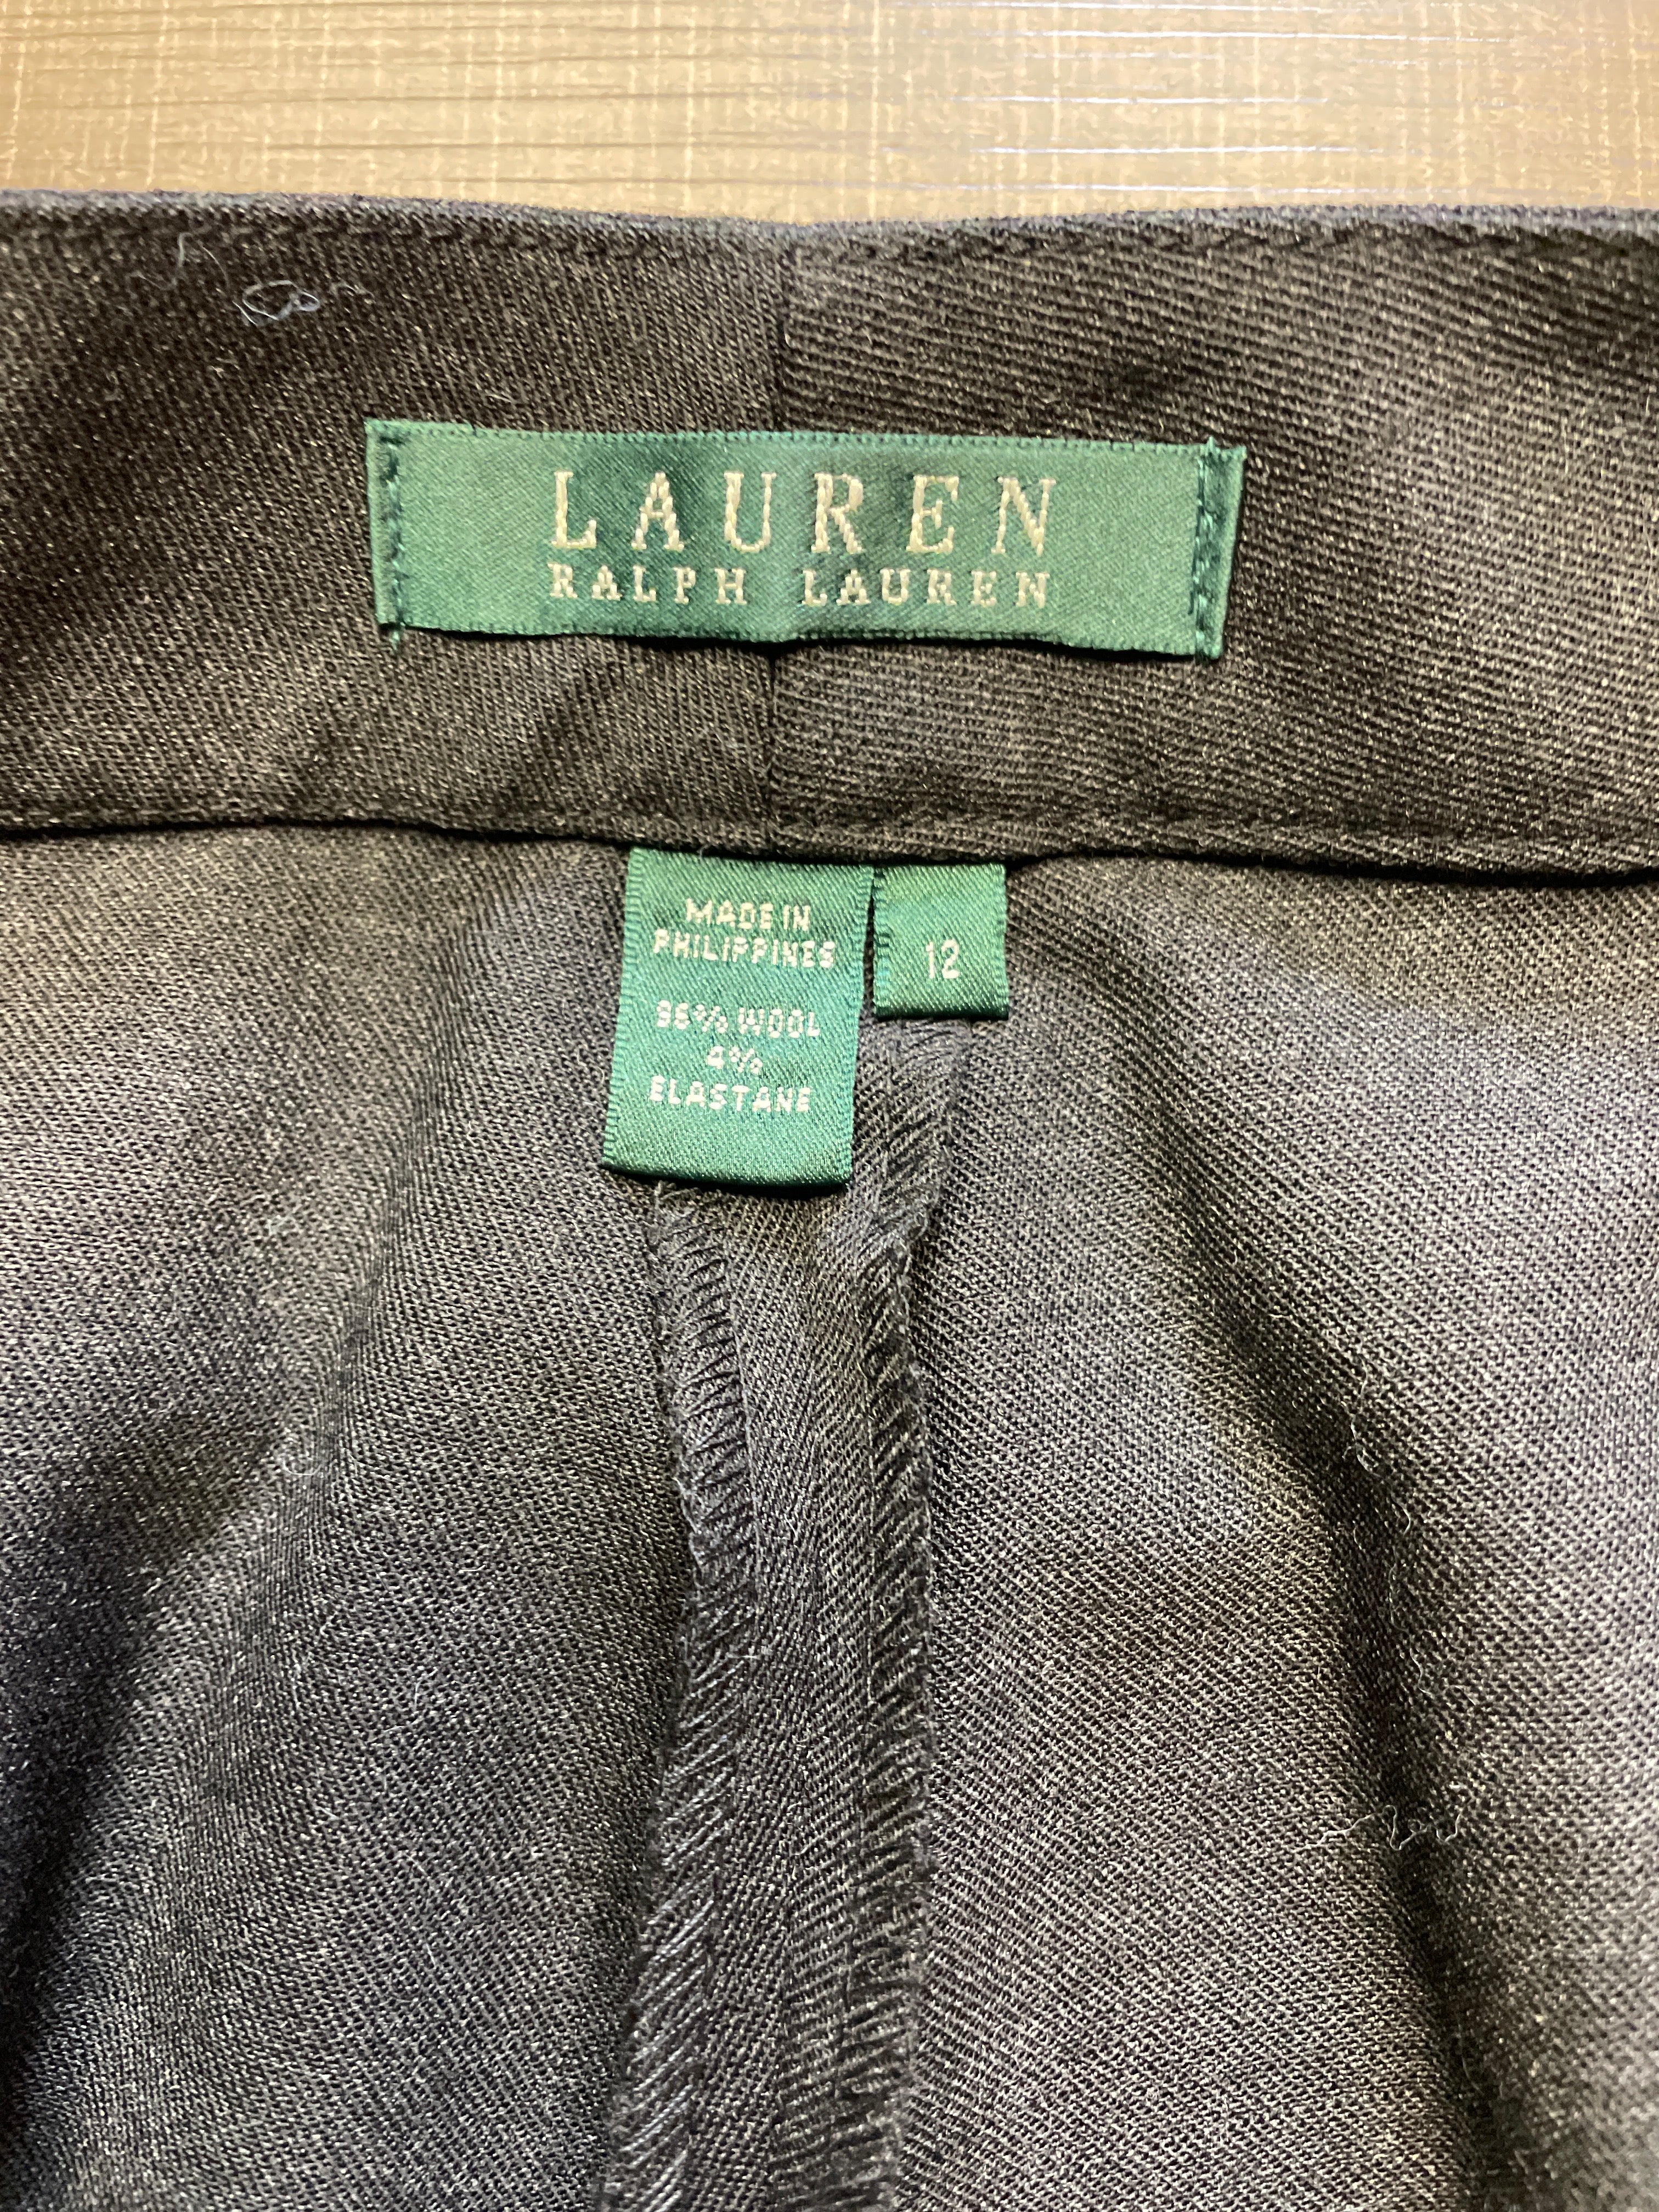 LAUREN
RALPH LAUREN
MADE IN
PHILIPPINES
12
96% WOOL
4%
ELASTANE